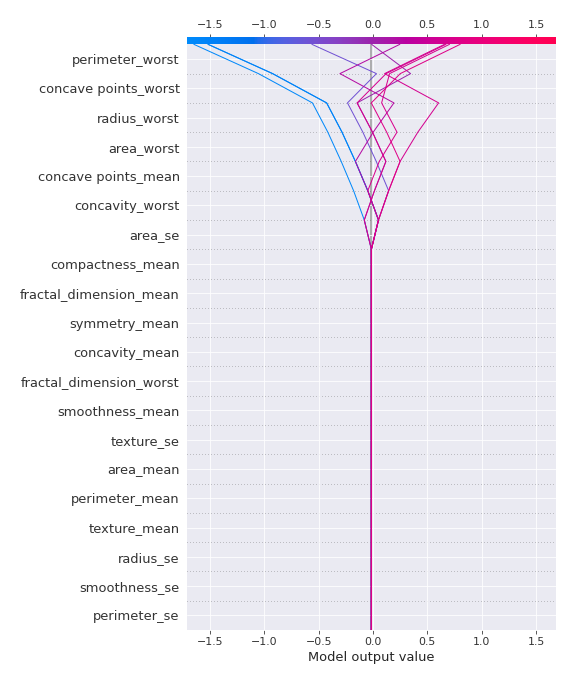 −1.5 −1.0 −0.5 0.0 0.5 1.0 1.5
perimeter_worst
concave points_worst
radius_worst
area_worst
concave points_mean
concavity_worst
area_se
compactness_mean
fractal_dimension_mean
symmetry_mean
concavity_mean
fractal_dimension_worst
smoothness_mean
texture_se
area_mean
perimeter_mean
texture_mean
radius_se
smoothness_se
perimeter_se
−1.5 −1.0 −0.5 0.0 0.5 1.0 1.5
Model output value